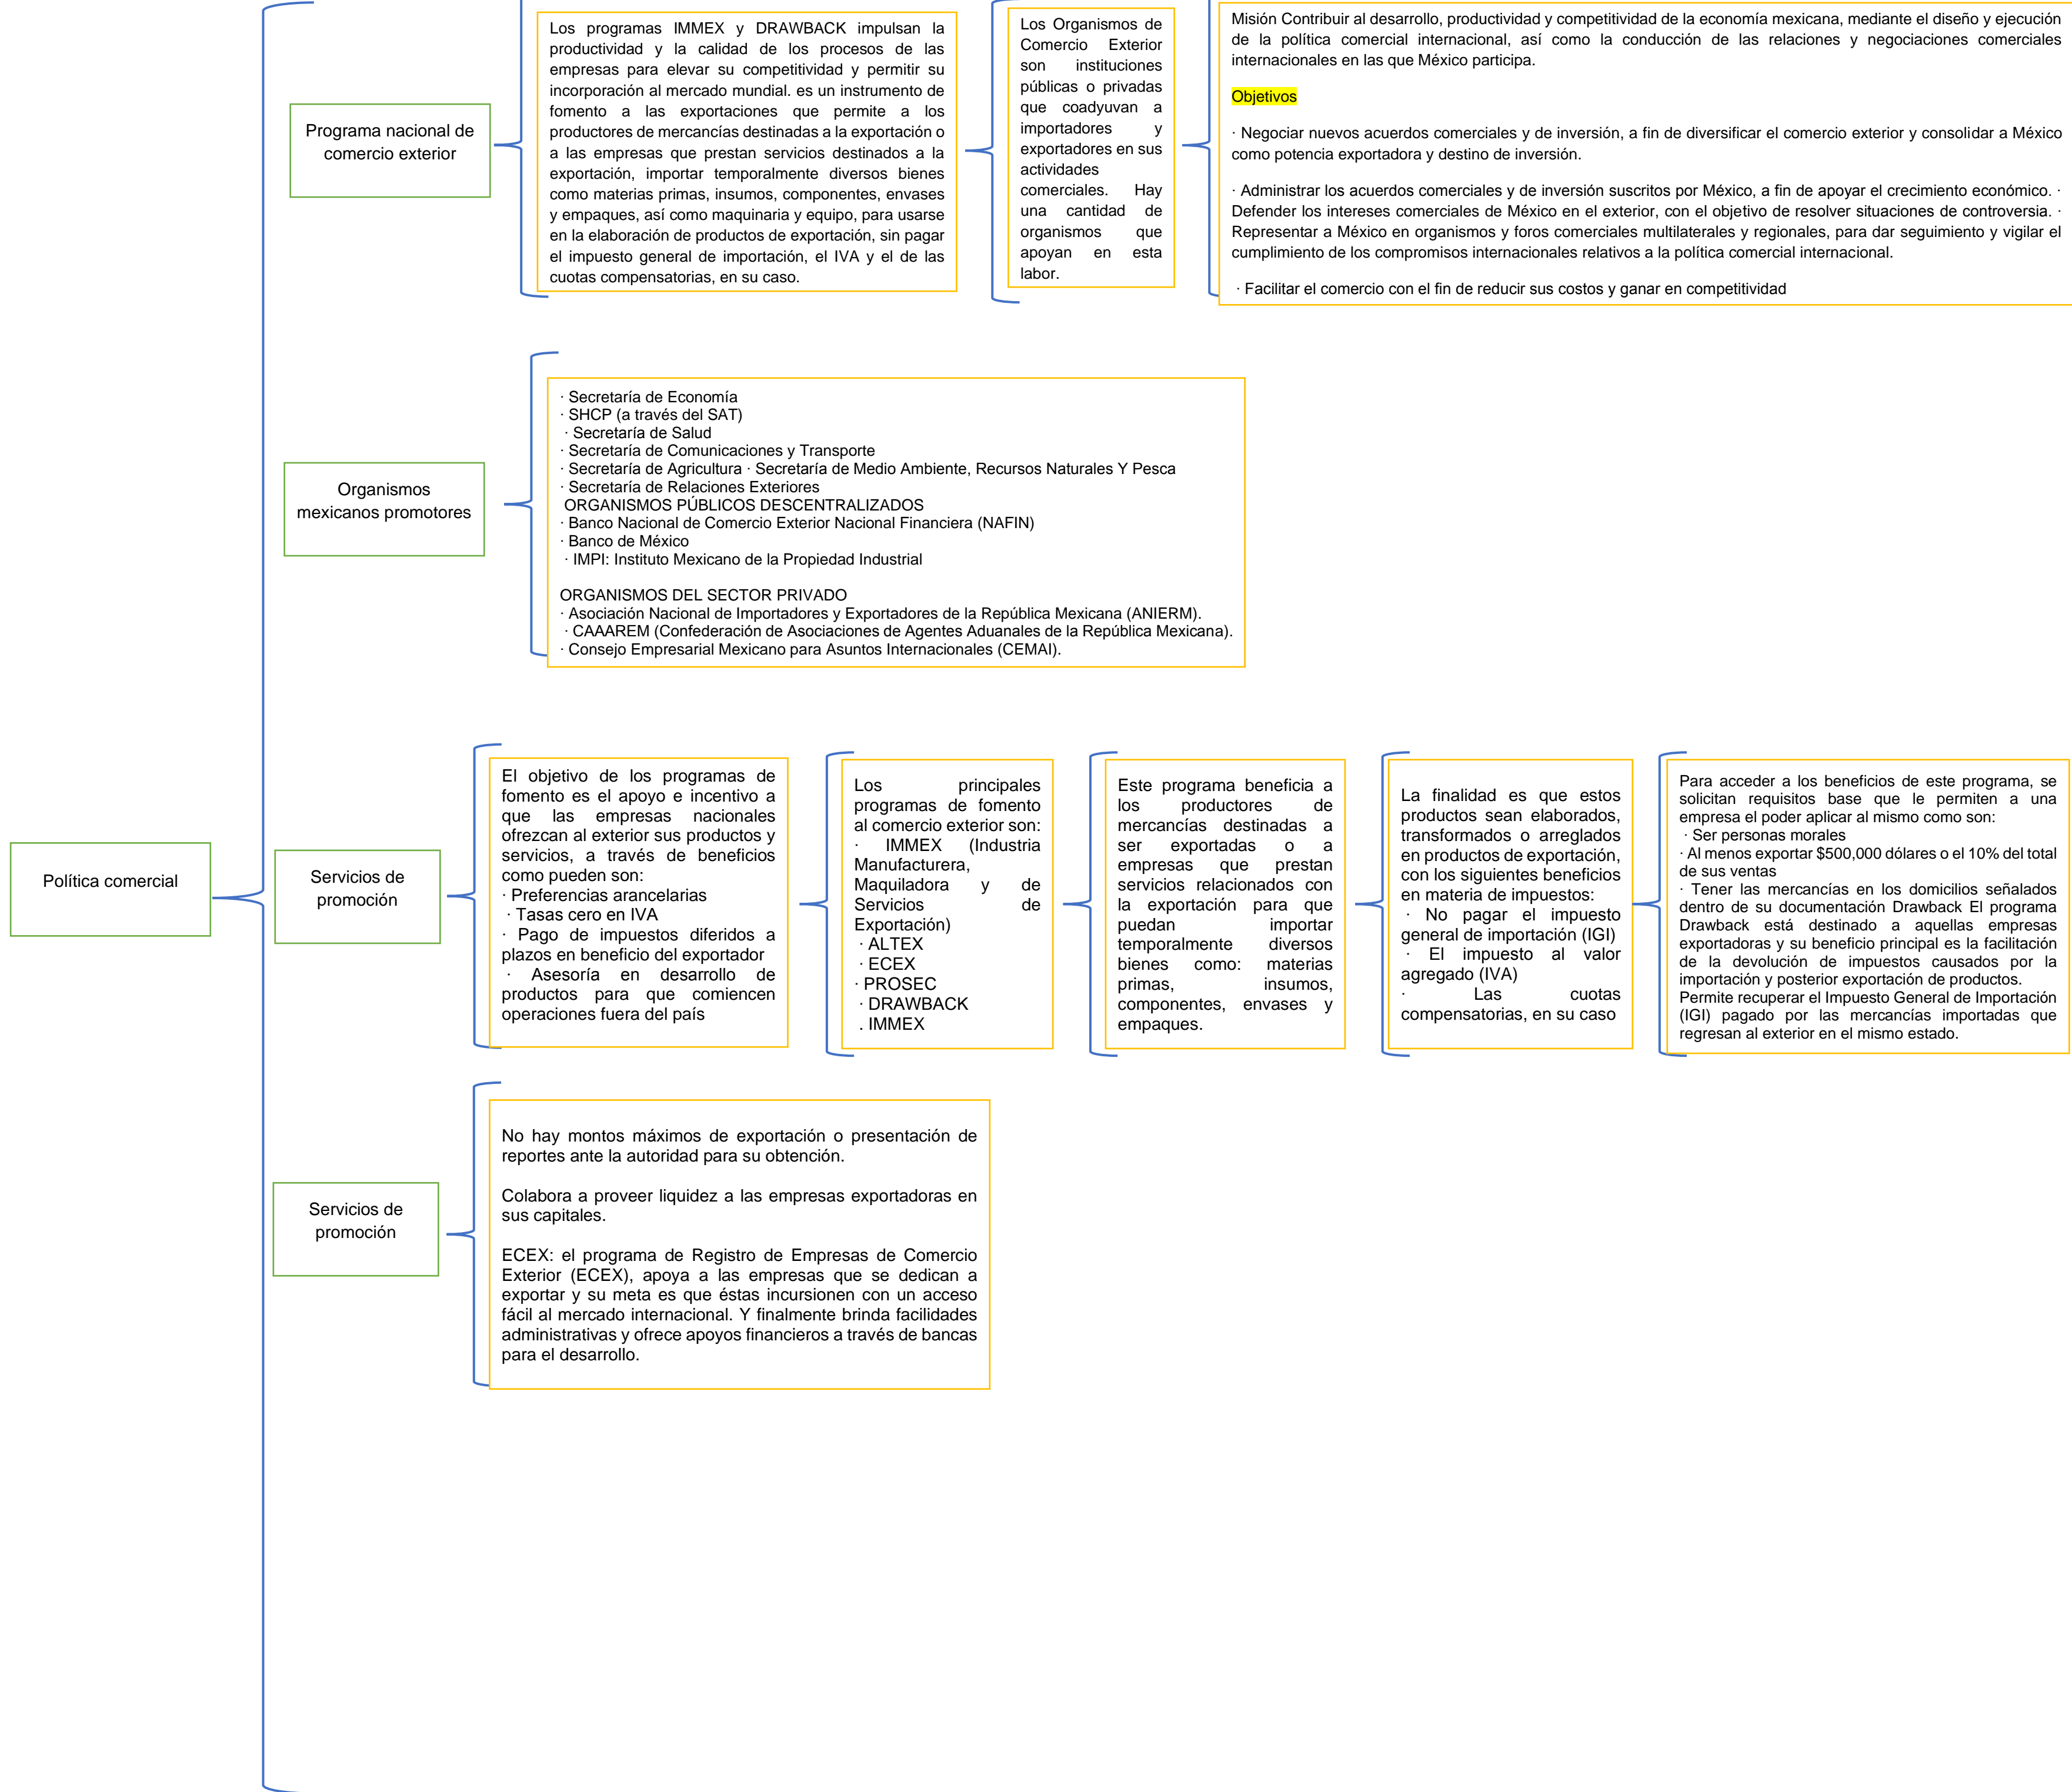 Política comercial
Programa nacional de
comercio exterior
Los programas IMMEX y DRAWBACK impulsan la
productividad y la calidad de los procesos de las
empresas para elevar su competitividad y permitir su
incorporación al mercado mundial. es un instrumento de
fomento a las exportaciones que permite a los
productores de mercancías destinadas a la exportación o
a las empresas que prestan servicios destinados a la
exportación, importar temporalmente diversos bienes
como materias primas, insumos, componentes, envases
y empaques, así como maquinaria y equipo, para usarse
en la elaboración de productos de exportación, sin pagar
el impuesto general de importación, el IVA y el de las
cuotas compensatorias, en su caso.
Los Organismos de
Comercio Exterior
son instituciones
públicas o privadas
que coadyuvan a
importadores y
exportadores en sus
actividades
comerciales. Hay
una cantidad de
organismos que
apoyan en esta
labor.
Misión Contribuir al desarrollo, productividad y competitividad de la economía mexicana, mediante el diseño y ejecución
de la política comercial internacional, así como la conducción de las relaciones y negociaciones comerciales
internacionales en las que México participa.
Objetivos
· Negociar nuevos acuerdos comerciales y de inversión, a fin de diversificar el comercio exterior y consolidar a México
como potencia exportadora y destino de inversión.
· Administrar los acuerdos comerciales y de inversión suscritos por México, a fin de apoyar el crecimiento económico. ·
Defender los intereses comerciales de México en el exterior, con el objetivo de resolver situaciones de controversia. ·
Representar a México en organismos y foros comerciales multilaterales y regionales, para dar seguimiento y vigilar el
cumplimiento de los compromisos internacionales relativos a la política comercial internacional.
· Facilitar el comercio con el fin de reducir sus costos y ganar en competitividad
Organismos
mexicanos promotores
· Secretaría de Economía
· SHCP (a través del SAT)
· Secretaría de Salud
· Secretaría de Comunicaciones y Transporte
· Secretaría de Agricultura · Secretaría de Medio Ambiente, Recursos Naturales Y Pesca
· Secretaría de Relaciones Exteriores
ORGANISMOS PÚBLICOS DESCENTRALIZADOS
· Banco Nacional de Comercio Exterior Nacional Financiera (NAFIN)
· Banco de México
· IMPI: Instituto Mexicano de la Propiedad Industrial
ORGANISMOS DEL SECTOR PRIVADO
· Asociación Nacional de Importadores y Exportadores de la República Mexicana (ANIERM).
· CAAAREM (Confederación de Asociaciones de Agentes Aduanales de la República Mexicana).
· Consejo Empresarial Mexicano para Asuntos Internacionales (CEMAI).
Servicios de
promoción
El objetivo de los programas de
fomento es el apoyo e incentivo a
que las empresas nacionales
ofrezcan al exterior sus productos y
servicios, a través de beneficios
como pueden son:
· Preferencias arancelarias
· Tasas cero en IVA
· Pago de impuestos diferidos a
plazos en beneficio del exportador
· Asesoría en desarrollo de
productos para que comiencen
operaciones fuera del país
Los principales
programas de fomento
al comercio exterior son:
· IMMEX (Industria
Manufacturera,
Maquiladora y de
Servicios de
Exportación)
· ALTEX
· ECEX
· PROSEC
· DRAWBACK
. IMMEX
Este programa beneficia a
los productores de
mercancías destinadas a
ser exportadas o a
empresas que prestan
servicios relacionados con
la exportación para que
puedan importar
temporalmente diversos
bienes como: materias
primas, insumos,
componentes, envases y
empaques.
La finalidad es que estos
productos sean elaborados,
transformados o arreglados
en productos de exportación,
con los siguientes beneficios
en materia de impuestos:
· No pagar el impuesto
general de importación (IGI)
· El impuesto al valor
agregado (IVA)
· Las cuotas
compensatorias, en su caso
Para acceder a los beneficios de este programa, se
solicitan requisitos base que le permiten a una
empresa el poder aplicar al mismo como son:
· Ser personas morales
· Al menos exportar $500,000 dólares o el 10% del total
de sus ventas
· Tener las mercancías en los domicilios señalados
dentro de su documentación Drawback El programa
Drawback está destinado a aquellas empresas
exportadoras y su beneficio principal es la facilitación
de la devolución de impuestos causados por la
importación y posterior exportación de productos.
Permite recuperar el Impuesto General de Importación
(IGI) pagado por las mercancías importadas que
regresan al exterior en el mismo estado.
Servicios de
promoción
No hay montos máximos de exportación o presentación de
reportes ante la autoridad para su obtención.
Colabora a proveer liquidez a las empresas exportadoras en
sus capitales.
ECEX: el programa de Registro de Empresas de Comercio
Exterior (ECEX), apoya a las empresas que se dedican a
exportar y su meta es que éstas incursionen con un acceso
fácil al mercado internacional. Y finalmente brinda facilidades
administrativas y ofrece apoyos financieros a través de bancas
para el desarrollo.